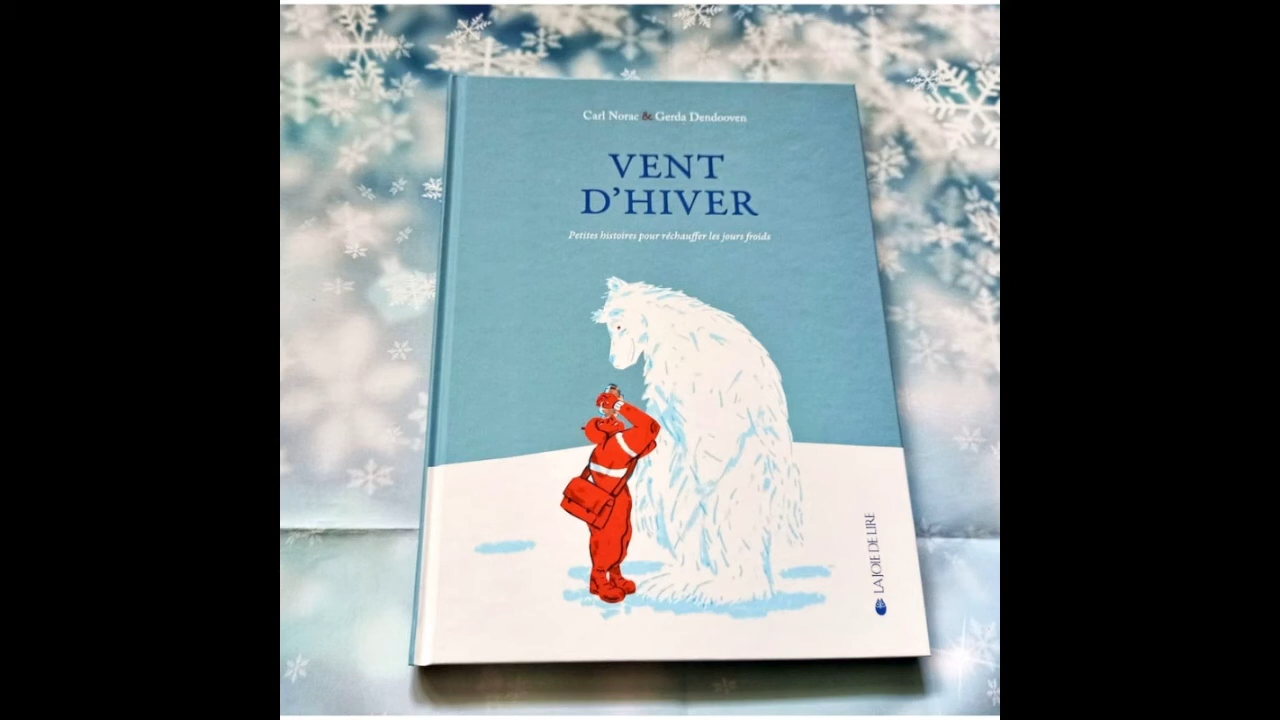 Carl Norac & Gerda Dendooven
VENT
D'HIVER
Petites histoires pour réchauffer les jours froids
LA JOIE DE LIRE